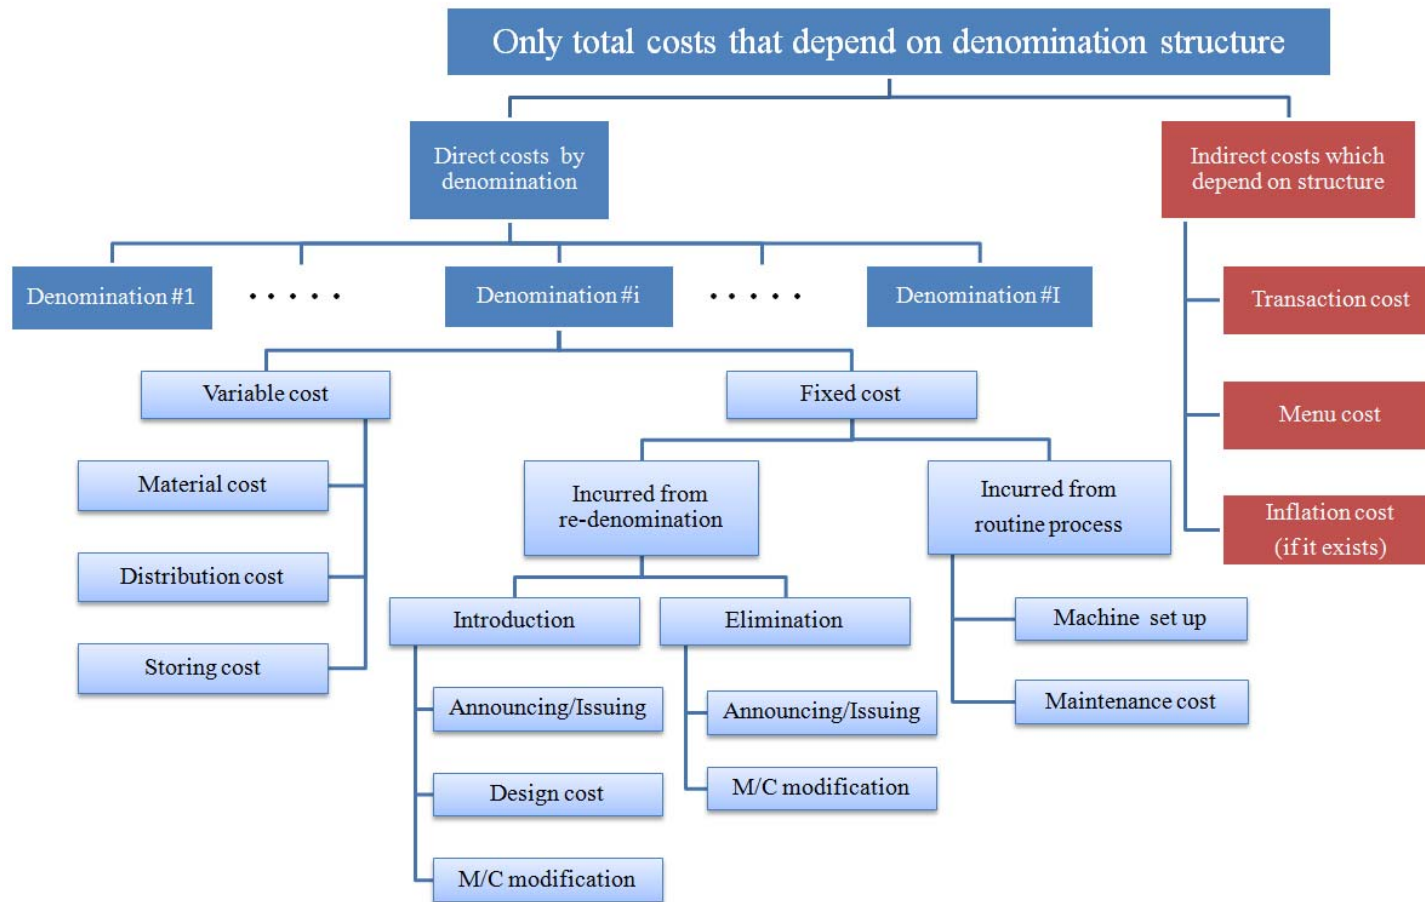 Only total costs that depend on denomination structure
Direct costs by
denomination
Indirect costs which
depend on structure
Denomination #1
. . . . .
Denomination #i
. . . . .
Denomination #I
Transaction cost
Menu cost
Inflation cost
(if it exists)
Variable cost
Fixed cost
Material cost
Distribution cost
Storing cost
Incurred from
re-denomination
Incurred from
routine process
Introduction
Elimination
Announcing/Issuing
Design cost
M/C modification
Announcing/Issuing
M/C modification
Machine set up
Maintenance cost